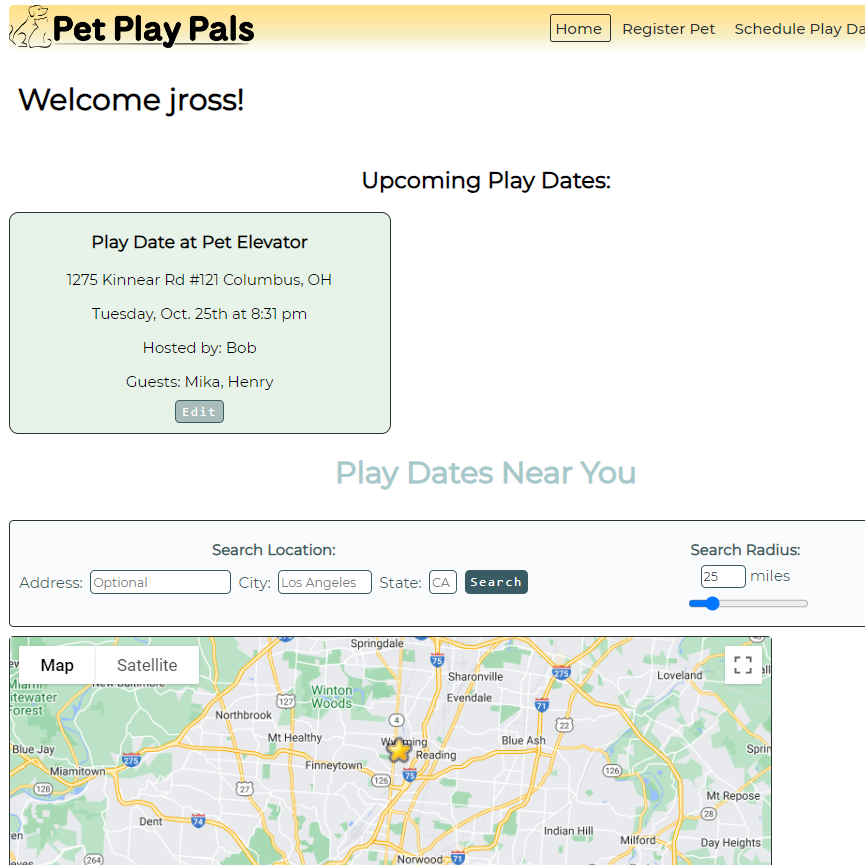 Pet Play Pals
Home Register Pet Schedule Play Da
Welcome jross!
Upcoming Play Dates:
Play Date at Pet Elevator
1275 Kinnear Rd #121 Columbus, OH
Tuesday, Oct. 25th at 8:31 pm
Hosted by: Bob
Guests: Mika, Henry
Edit
Play Dates Near You
Search Location:
Search Radius:
Address: Optional City: Los Angeles State: CA Search
25 miles
Map Satellite
Springdale
75
Sharonville
275
Loveland
New Baltimore
Winton
Woods
127
Evendale
71
Northbrook
4
22
Mt Healthy
Wyoming
Blue Ash
Blue Jay
275
Reading
Finneytown
75
Miamitown
126
126
128
27
Mt Repose
28
Dent
74
Indian Hill
Milford
Day Heights
264
Norwood
71